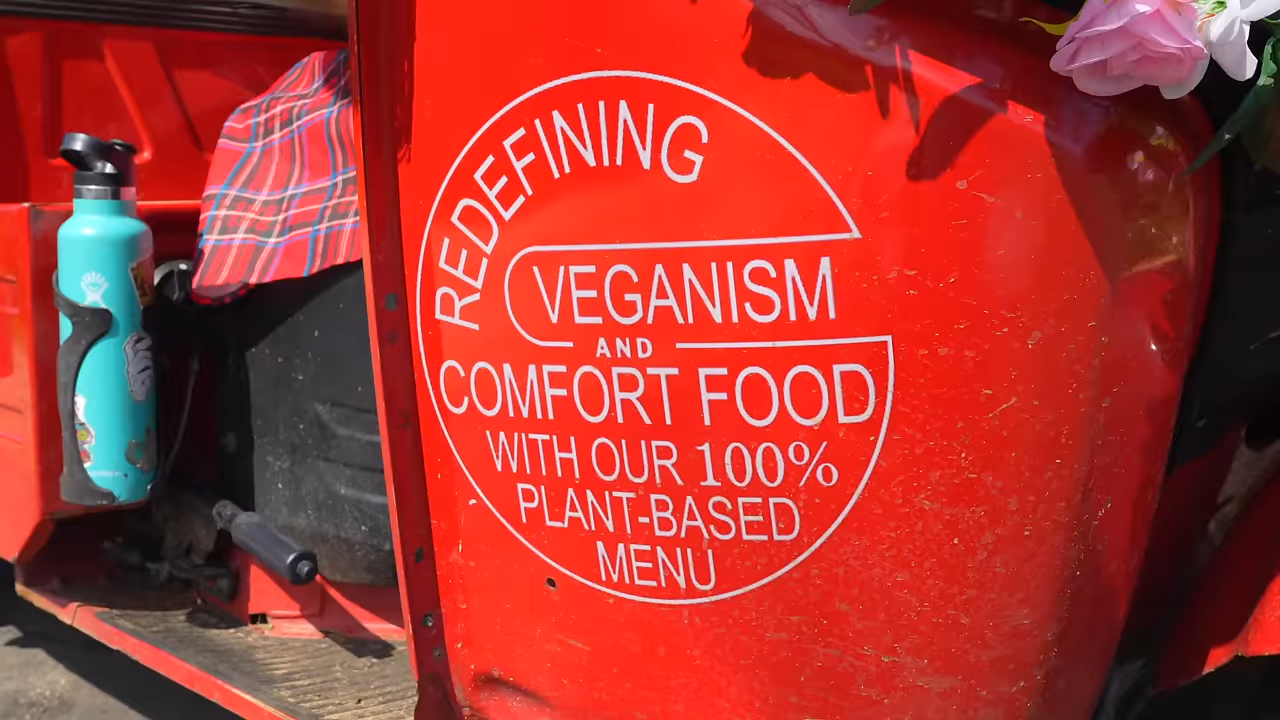 REDEFINING
VEGANISM
AND
COMFORT FOOD
WITH OUR 100%
PLANT-BASED
MENU